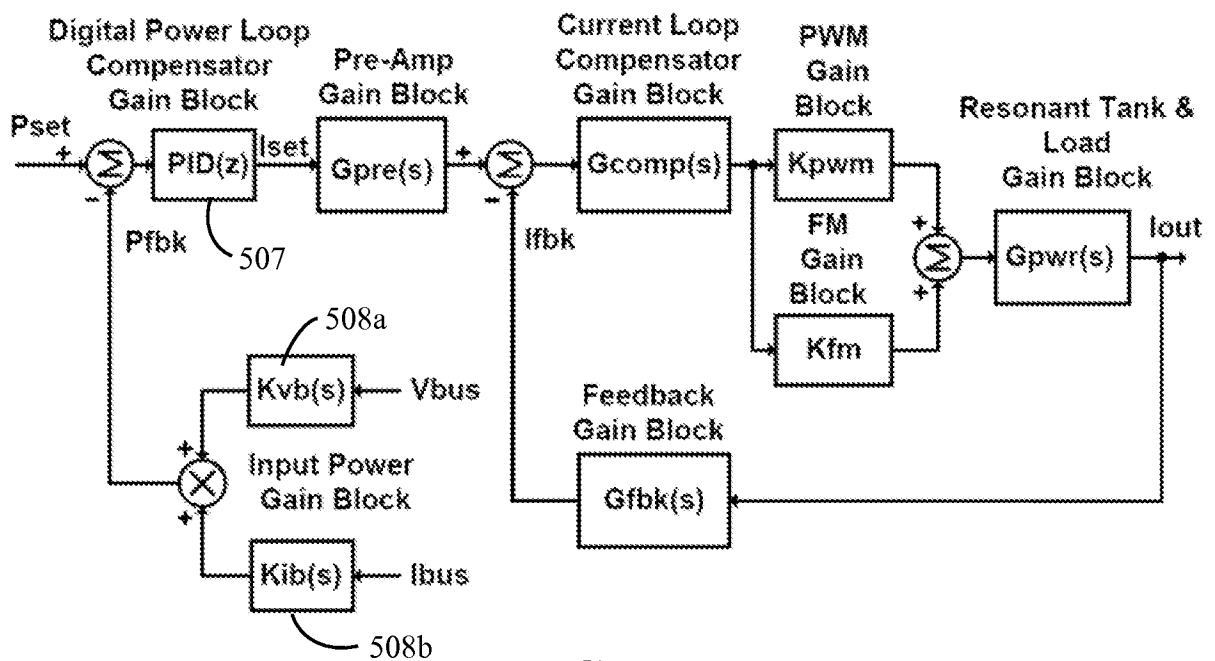 Digital Power Loop
Compensator
Gain Block
Pre-Amp
Gain Block
Current Loop
Compensator
Gain Block
PWM
Gain
Block
Resonant Tank &
Load
Gain Block
Pset
+
Σ
-
PID(z)
Iset
Gpre(s)
+
Σ
-
Gcomp(s)
Kpwm
+
Σ
+
Gpwr(s)
Iout
Pfbk
507
Ifbk
FM
Gain
Block
Kfm
508a
Kvb(s)
Vbus
+
X
+
Input Power
Gain Block
Feedback
Gain Block
Gfbk(s)
Kib(s)
Ibus
508b